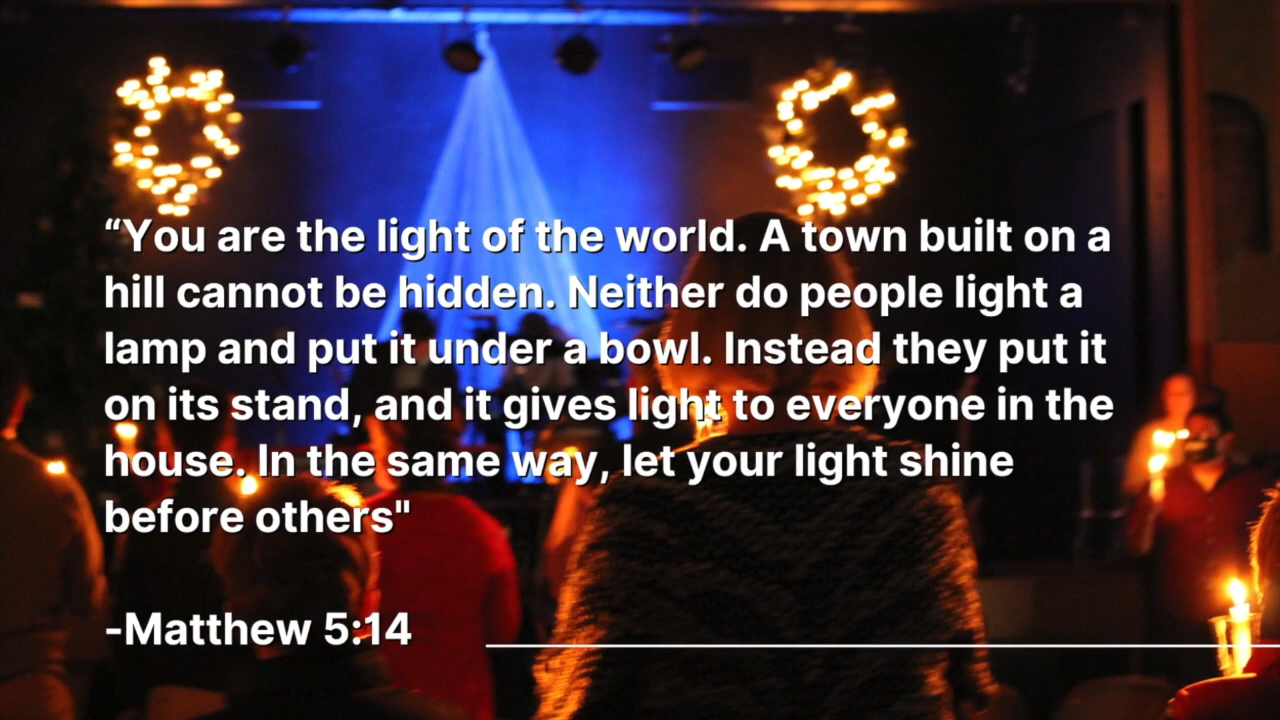 “You are the light of the world. A town built on a
hill cannot be hidden. Neither do people light a
lamp and put it under a bowl. Instead they put it
on its stand, and it gives light to everyone in the
house. In the same way, let your light shine
before others"
-Matthew 5:14